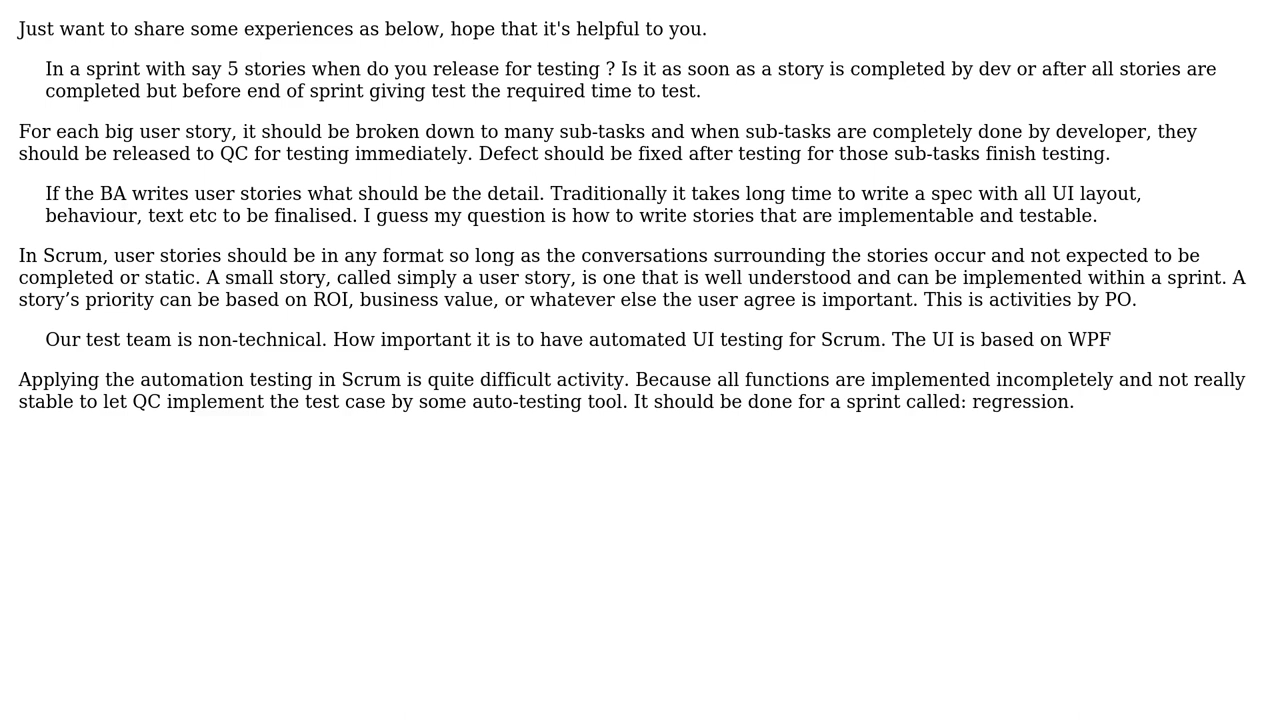 Just want to share some experiences as below, hope that it's helpful to you.
In a sprint with say 5 stories when do you release for testing ? Is it as soon as a story is completed by dev or after all stories are
completed but before end of sprint giving test the required time to test.
For each big user story, it should be broken down to many sub-tasks and when sub-tasks are completely done by developer, they
should be released to QC for testing immediately. Defect should be fixed after testing for those sub-tasks finish testing.
If the BA writes user stories what should be the detail. Traditionally it takes long time to write a spec with all UI layout,
behaviour, text etc to be finalised. I guess my question is how to write stories that are implementable and testable.
In Scrum, user stories should be in any format so long as the conversations surrounding the stories occur and not expected to be
completed or static. A small story, called simply a user story, is one that is well understood and can be implemented within a sprint. A
story’s priority can be based on ROI, business value, or whatever else the user agree is important. This is activities by PO.
Our test team is non-technical. How important it is to have automated UI testing for Scrum. The UI is based on WPF
Applying the automation testing in Scrum is quite difficult activity. Because all functions are implemented incompletely and not really
stable to let QC implement the test case by some auto-testing tool. It should be done for a sprint called: regression.